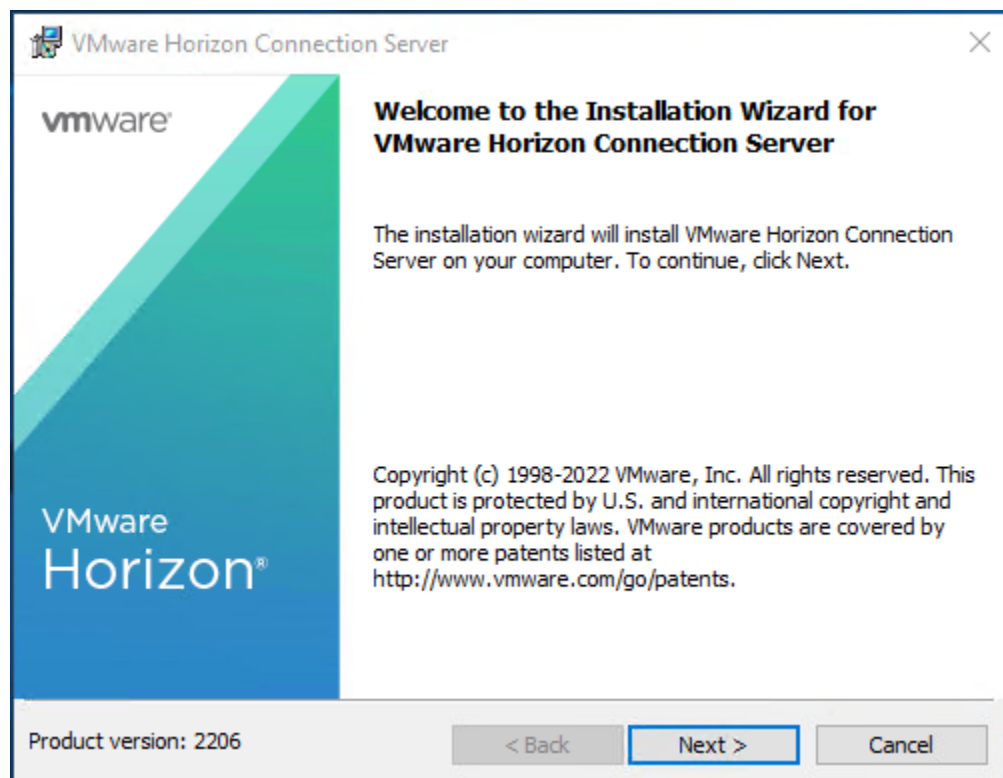 VMware Horizon Connection Server
vmware®
Welcome to the Installation Wizard for
VMware Horizon Connection Server
The installation wizard will install VMware Horizon Connection
Server on your computer. To continue, click Next.
Copyright (c) 1998-2022 VMware, Inc. All rights reserved. This
product is protected by U.S. and international copyright and
intellectual property laws. VMware products are covered by
one or more patents listed at
http://www.vmware.com/go/patents.
VMware
Horizon®
Product version: 2206
< Back
Next >
Cancel